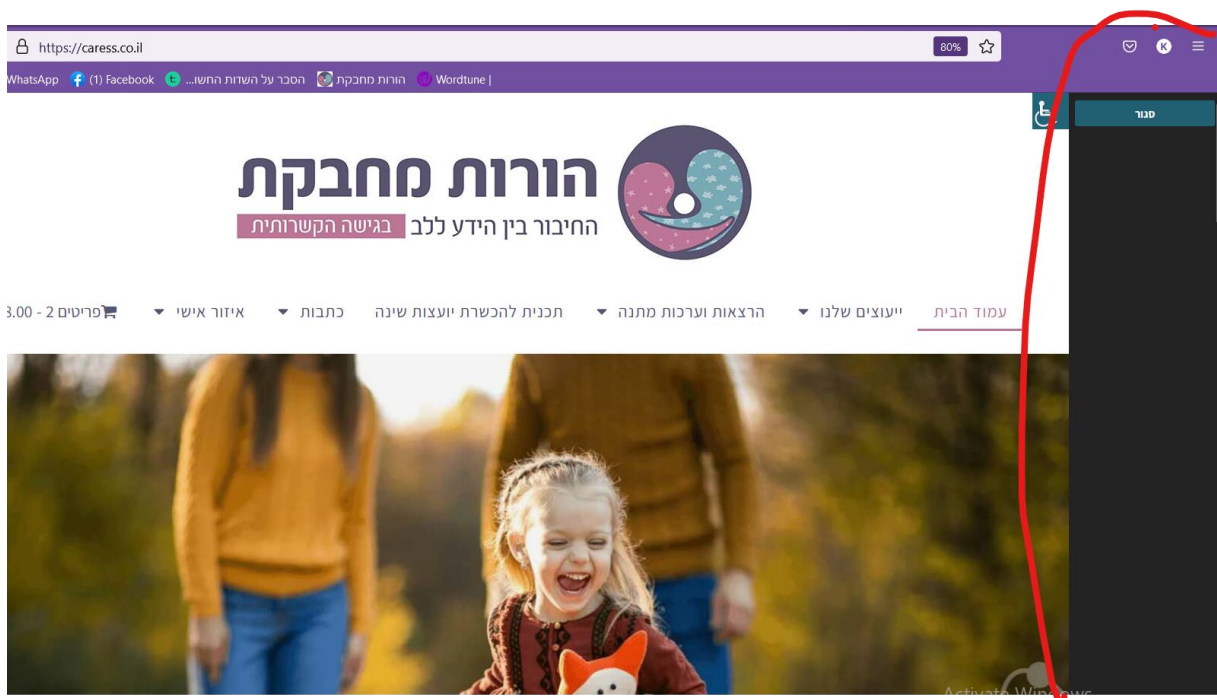 https://caress.co.il
80%
K
WhatsApp (1) Facebook הסבר על השדות החשו... הורות מחבקת Wordtune |
סגור
הורות מחבקת
החיבור בין הידע ללב בגישה הקשרותית
עמוד הבית ייעוצים שלנו הרצאות וערכות מתנה תכנית להכשרת יועצות שינה כתבות איזור אישי פריטים 2 - 3.00
Activate Windows